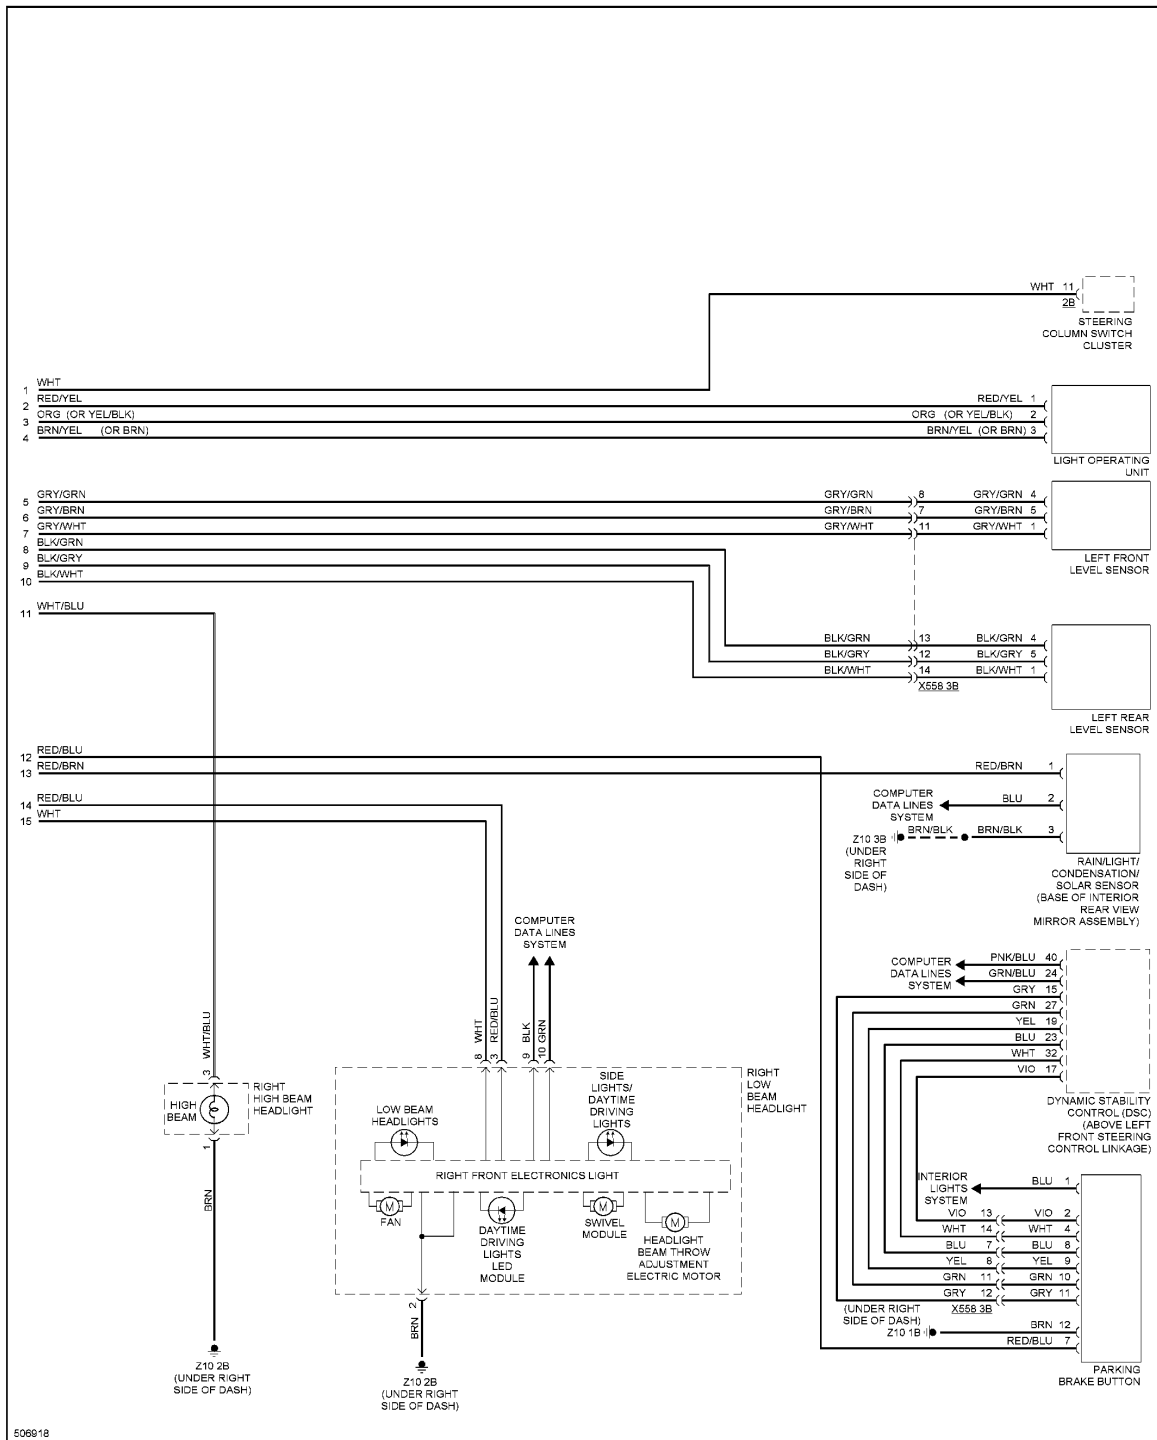 WHT 11
2B
STEERING
COLUMN SWITCH
CLUSTER
1 WHT
2 RED/YEL RED/YEL 1
3 ORG (OR YEL/BLK) ORG (OR YEL/BLK) 2
4 BRN/YEL (OR BRN) BRN/YEL (OR BRN) 3
LIGHT OPERATING
UNIT
5 GRY/GRN GRY/GRN 8 GRY/GRN 4
6 GRY/BRN GRY/BRN 7 GRY/BRN 5
7 GRY/WHT GRY/WHT 11 GRY/WHT 1
8 BLK/GRN
9 BLK/GRY
10 BLK/WHT
LEFT FRONT
LEVEL SENSOR
11 WHT/BLU
BLK/GRN 13 BLK/GRN 4
BLK/GRY 12 BLK/GRY 5
BLK/WHT 14 BLK/WHT 1
X558 3B
LEFT REAR
LEVEL SENSOR
12 RED/BLU
13 RED/BRN RED/BRN 1
14 RED/BLU
15 WHT
COMPUTER
DATA LINES
SYSTEM
BLU 2
BRN/BLK BRN/BLK 3
Z10 3B
(UNDER
RIGHT
SIDE OF
DASH)
RAIN/LIGHT/
CONDENSATION/
SOLAR SENSOR
(BASE OF INTERIOR
REAR VIEW
MIRROR ASSEMBLY)
COMPUTER
DATA LINES
SYSTEM
COMPUTER
DATA LINES
SYSTEM
PNK/BLU 40
GRN/BLU 24
GRY 15
GRN 27
YEL 19
BLU 23
WHT 32
VIO 17
DYNAMIC STABILITY
CONTROL (DSC)
(ABOVE LEFT
FRONT STEERING
CONTROL LINKAGE)
3 WHT/BLU
8 WHT
3 RED/BLU
9 BLK
10 GRN
RIGHT
HIGH BEAM
HEADLIGHT
HIGH
BEAM
1
BRN
RIGHT
LOW
BEAM
HEADLIGHT
LOW BEAM
HEADLIGHTS
SIDE
LIGHTS/
DAYTIME
DRIVING
LIGHTS
RIGHT FRONT ELECTRONICS LIGHT
M
FAN
DAYTIME
DRIVING
LIGHTS
LED
MODULE
M
SWIVEL
MODULE
M
HEADLIGHT
BEAM THROW
ADJUSTMENT
ELECTRIC MOTOR
2
BRN
INTERIOR
LIGHTS
SYSTEM
BLU 1
VIO 13 VIO 2
WHT 14 WHT 4
BLU 7 BLU 8
YEL 8 YEL 9
GRN 11 GRN 10
GRY 12 GRY 11
X558 3B
(UNDER RIGHT
SIDE OF DASH)
Z10 1B
BRN 12
RED/BLU 7
PARKING
BRAKE BUTTON
Z10 2B
(UNDER RIGHT
SIDE OF DASH)
Z10 2B
(UNDER RIGHT
SIDE OF DASH)
506918